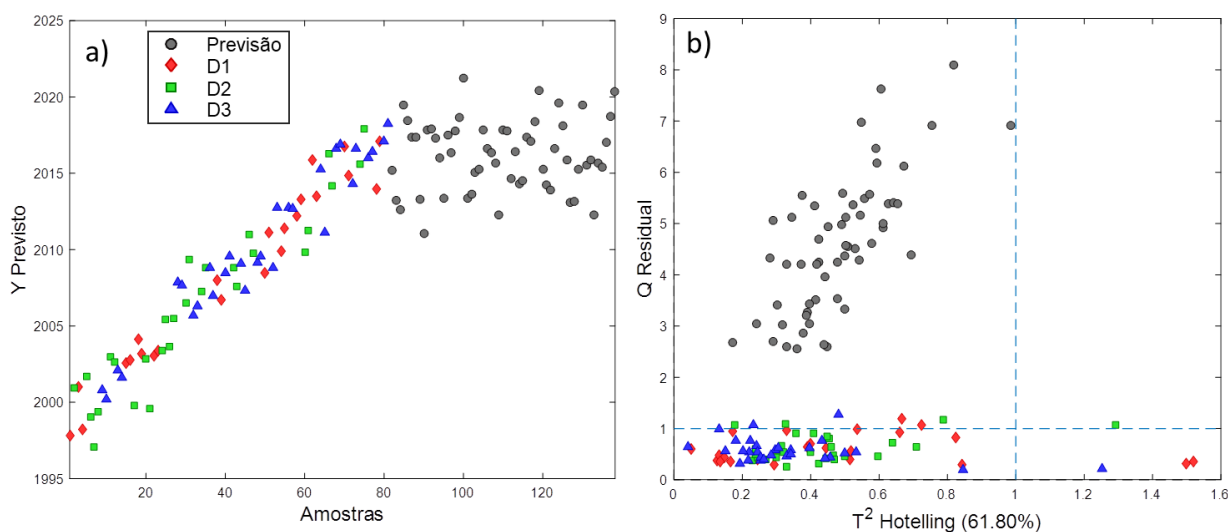 a)
Previsão
D1
D2
D3
2025
2020
2015
2010
2005
2000
1995
Y Previsto
20 40 60 80 100 120
Amostras
b)
9
8
7
6
5
4
3
2
1
0
Q Residual
0 0.2 0.4 0.6 0.8 1 1.2 1.4 1.6
T² Hotelling (61.80%)